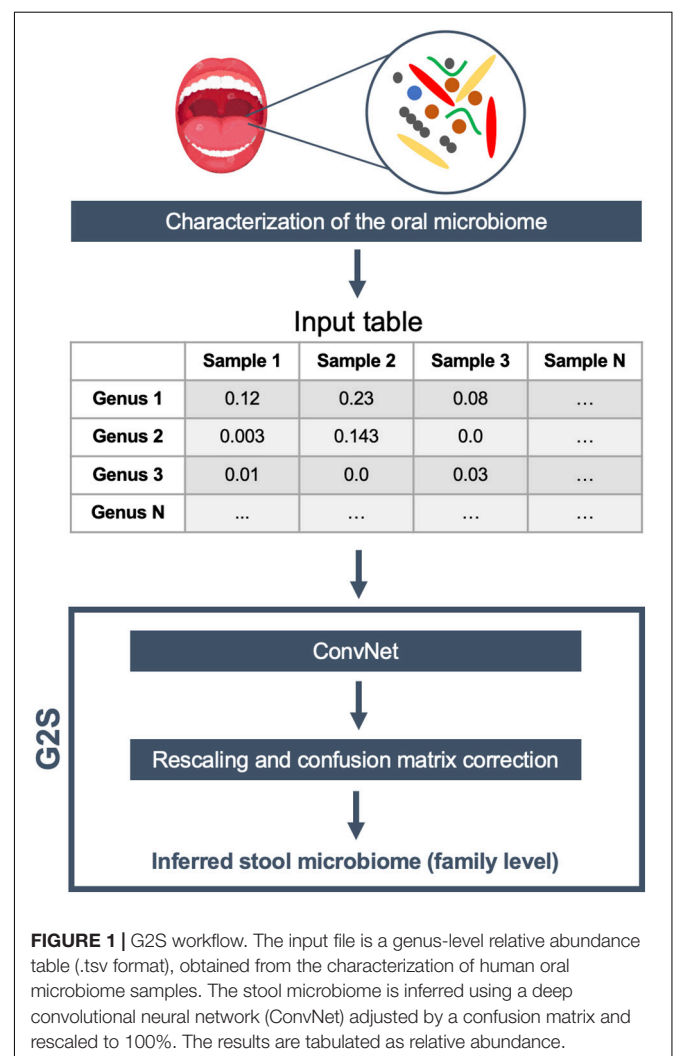 Characterization of the oral microbiome
Input table
Sample 1 Sample 2 Sample 3 Sample N
Genus 1 0.12 0.23 0.08 …
Genus 2 0.003 0.143 0.0 …
Genus 3 0.01 0.0 0.03 …
Genus N ... … … …
G2S
ConvNet
Rescaling and confusion matrix correction
Inferred stool microbiome (family level)
FIGURE 1 | G2S workflow. The input file is a genus-level relative abundance
table (.tsv format), obtained from the characterization of human oral
microbiome samples. The stool microbiome is inferred using a deep
convolutional neural network (ConvNet) adjusted by a confusion matrix and
rescaled to 100%. The results are tabulated as relative abundance.